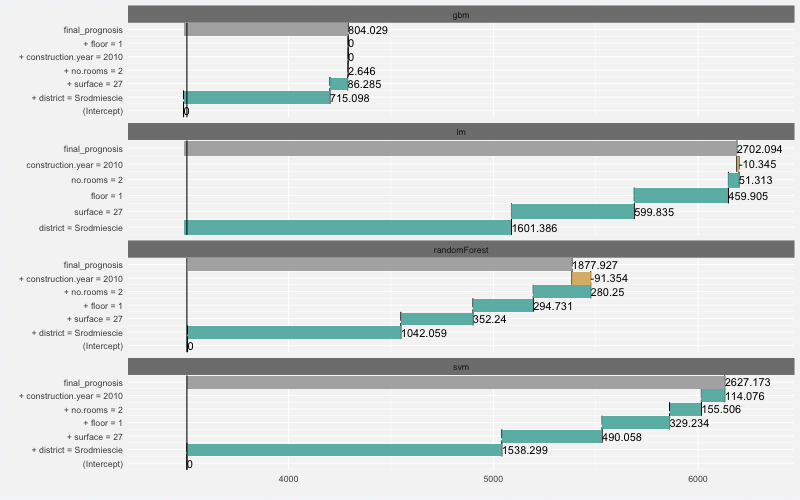 gbm
final_prognosis 804.029
+ floor = 1 0
+ construction.year = 2010 0
+ no.rooms = 2 2.646
+ surface = 27 86.285
+ district = Srodmiescie 715.098
(Intercept) 0
lm
final_prognosis 2702.094
construction.year = 2010 -10.345
no.rooms = 2 51.313
floor = 1 459.905
surface = 27 599.835
district = Srodmiescie 1601.386
randomForest
final_prognosis 1877.927
+ construction.year = 2010 -91.354
+ no.rooms = 2 280.25
+ floor = 1 294.731
+ surface = 27 352.24
+ district = Srodmiescie 1042.059
(Intercept) 0
svm
final_prognosis 2627.173
+ construction.year = 2010 114.076
+ no.rooms = 2 155.506
+ floor = 1 329.234
+ surface = 27 490.058
+ district = Srodmiescie 1538.299
(Intercept) 0
4000 5000 6000